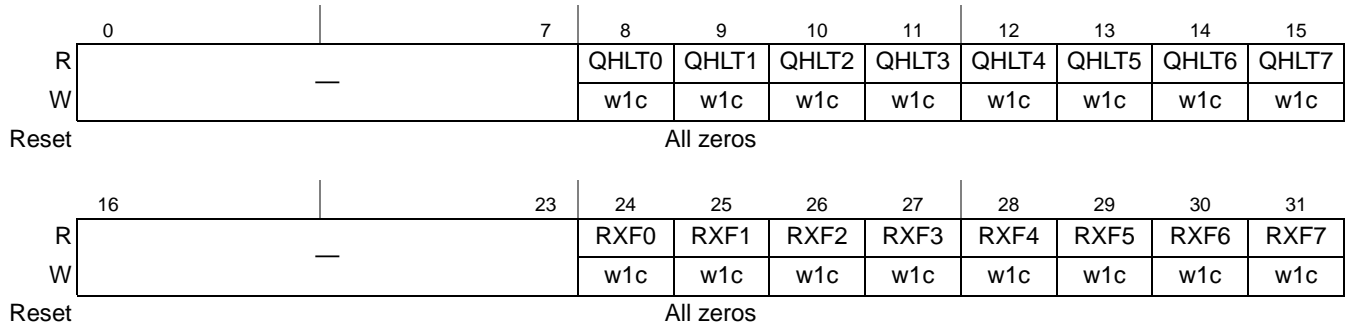 0 7 8 9 10 11 12 13 14 15
R — QHLT0 QHLT1 QHLT2 QHLT3 QHLT4 QHLT5 QHLT6 QHLT7
W w1c w1c w1c w1c w1c w1c w1c w1c
Reset All zeros
16 23 24 25 26 27 28 29 30 31
R — RXF0 RXF1 RXF2 RXF3 RXF4 RXF5 RXF6 RXF7
W w1c w1c w1c w1c w1c w1c w1c w1c
Reset All zeros